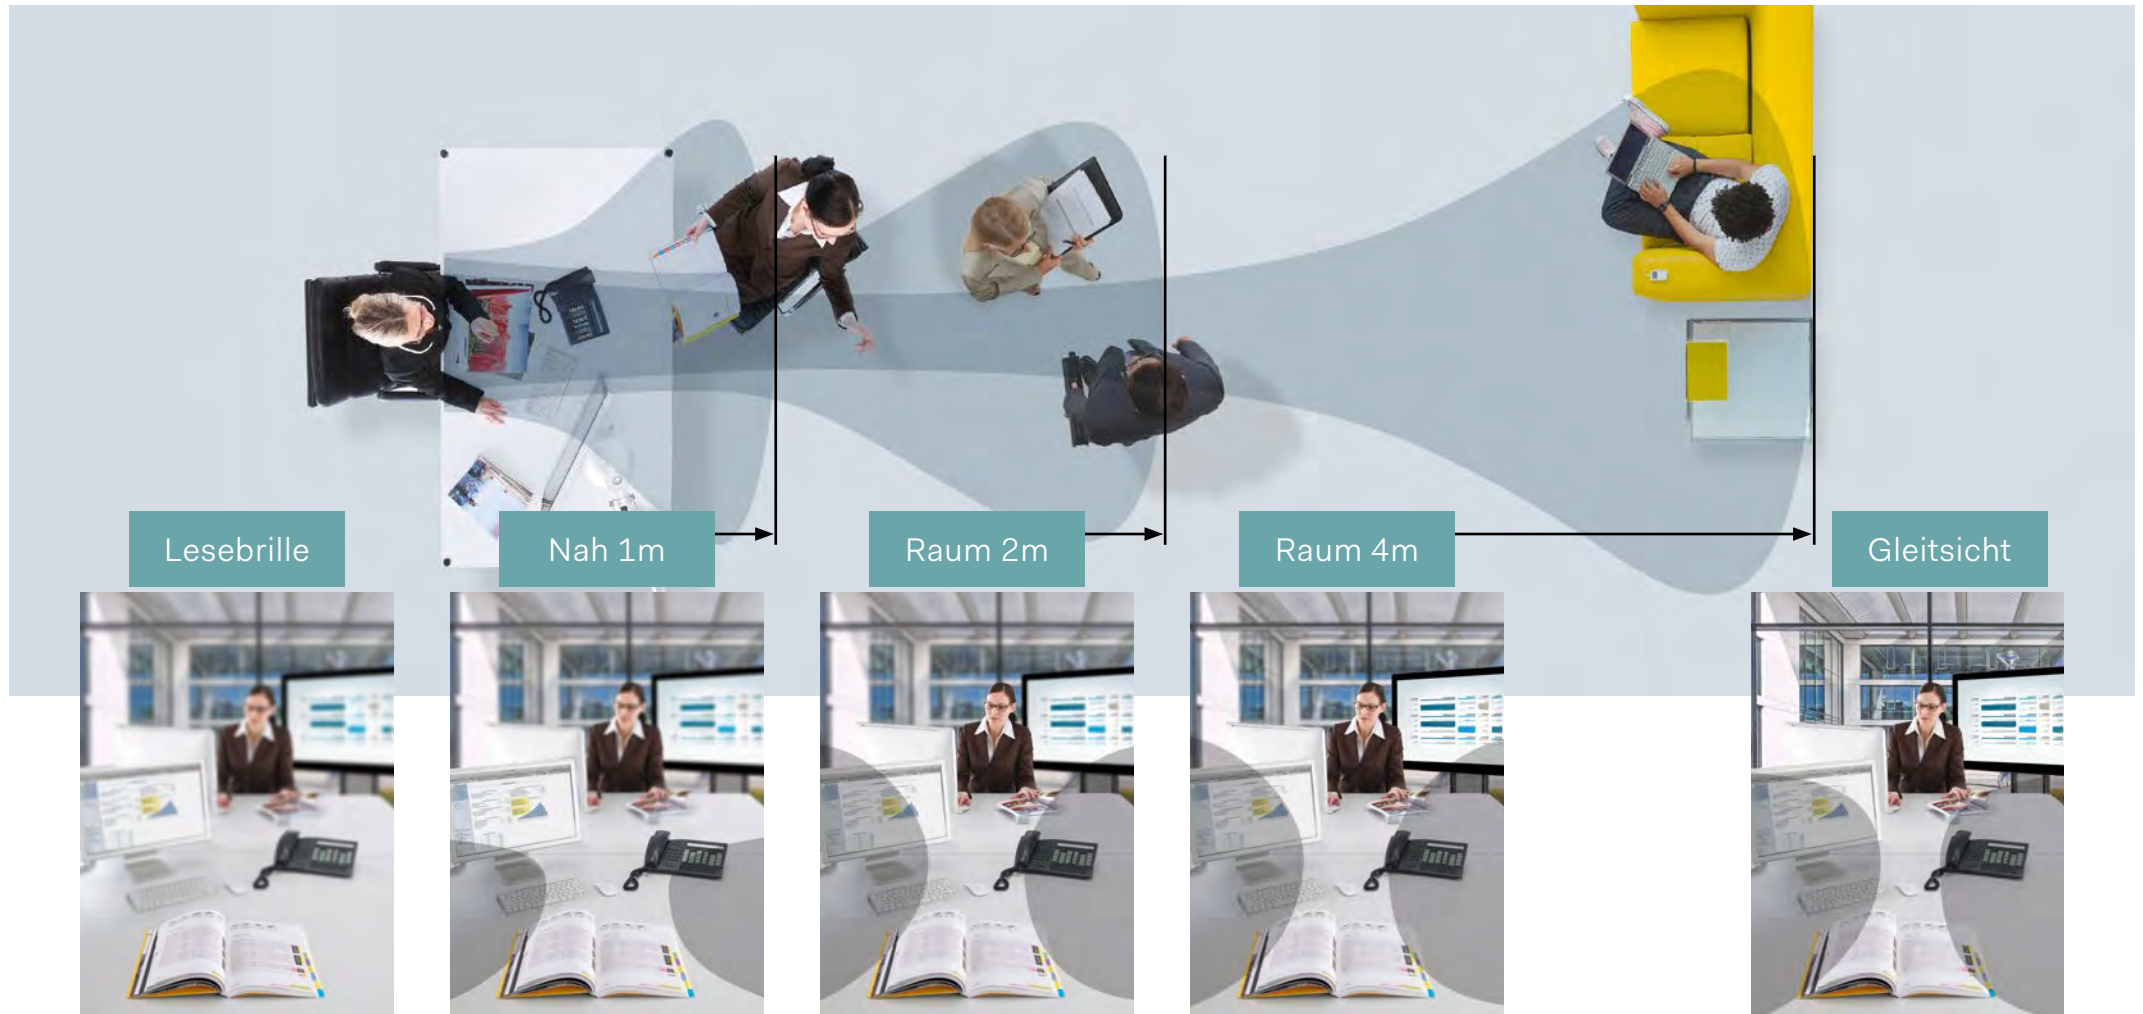 Lesebrille
Nah 1m
Raum 2m
Raum 4m
Gleitsicht